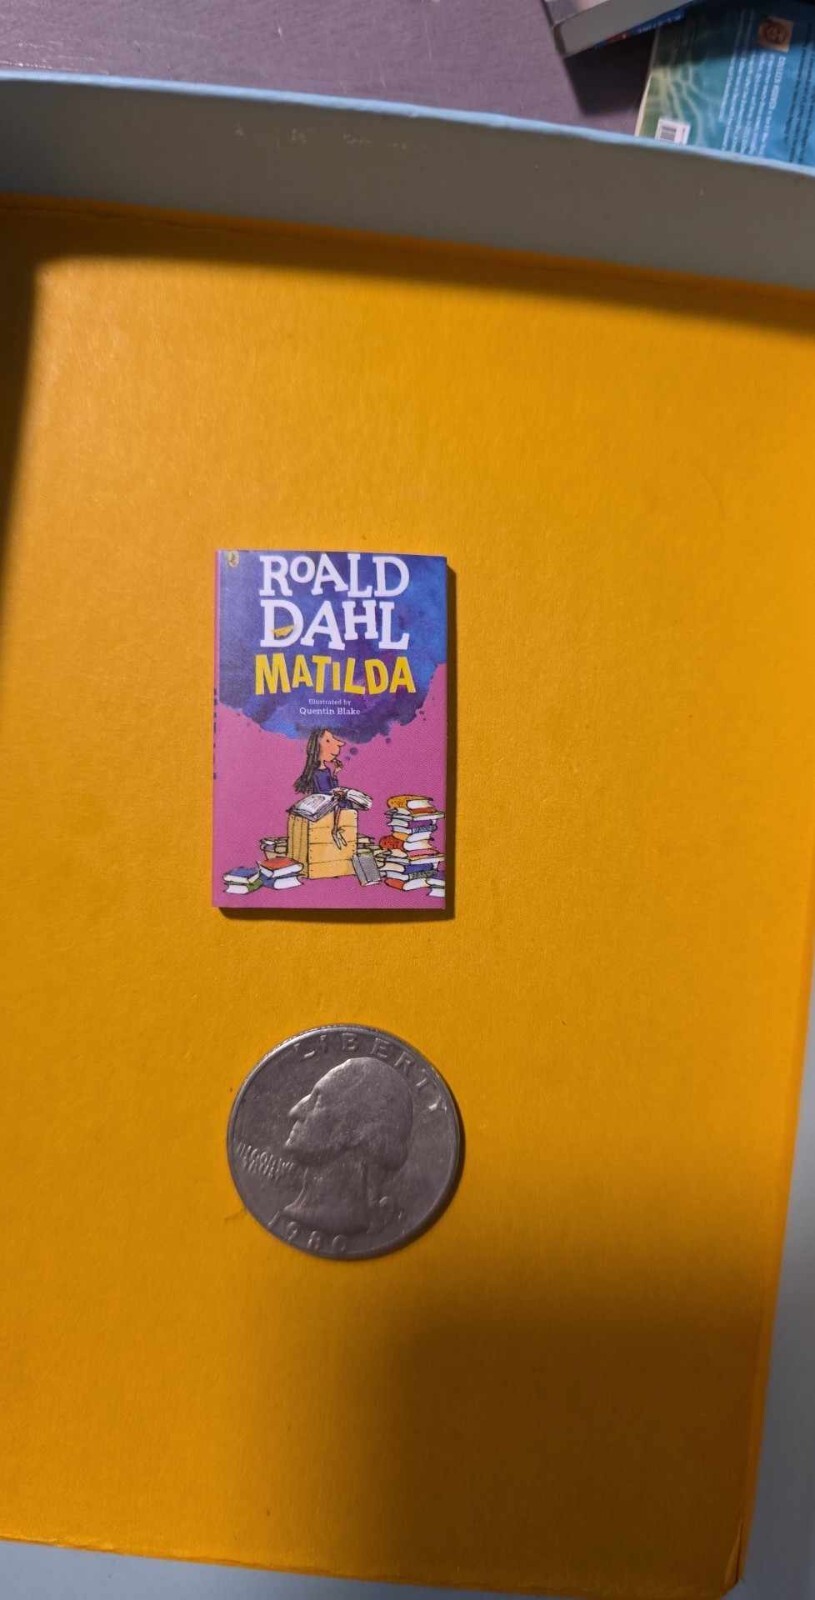 ROALD
DAHL
MATILDA
Illustrated by
Quentin Blake
LIBERTY
IN GOD WE
TRUST
1980